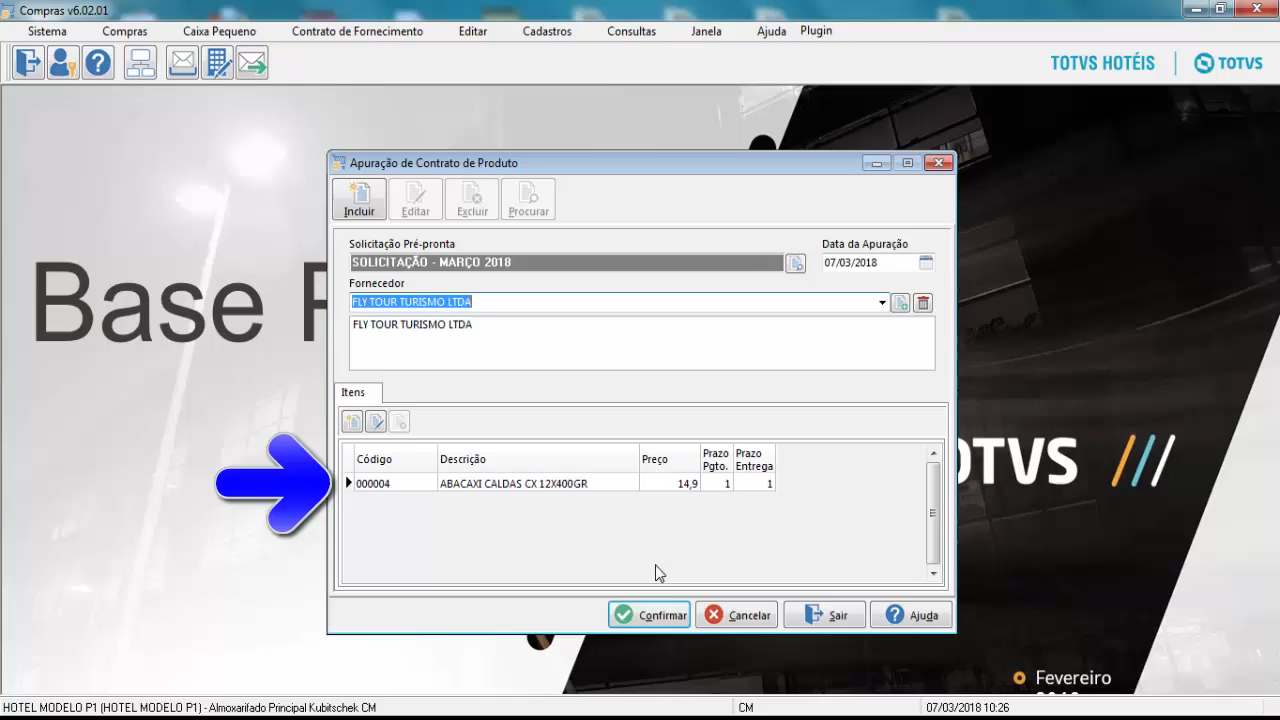 Compras v6.02.01
Sistema Compras Caixa Pequeno Contrato de Fornecimento Editar Cadastros Consultas Janela Ajuda Plugin
TOTVS HOTÉIS TOTVS
Base
Apuração de Contrato de Produto
Incluir Editar Excluir Procurar
Solicitação Pré-pronta Data da Apuração
SOLICITAÇÃO - MARÇO 2018 07/03/2018
Fornecedor
FLY TOUR TURISMO LTDA
FLY TOUR TURISMO LTDA
Itens
Código Descrição Preço Prazo Pgto. Prazo Entrega
000004 ABACAXI CALDAS CX 12X400GR 14,9 1 1
OTVS
Confirmar Cancelar Sair Ajuda
Fevereiro
HOTEL MODELO P1 (HOTEL MODELO P1) - Almoxarifado Principal Kubitschek CM CM 07/03/2018 10:26